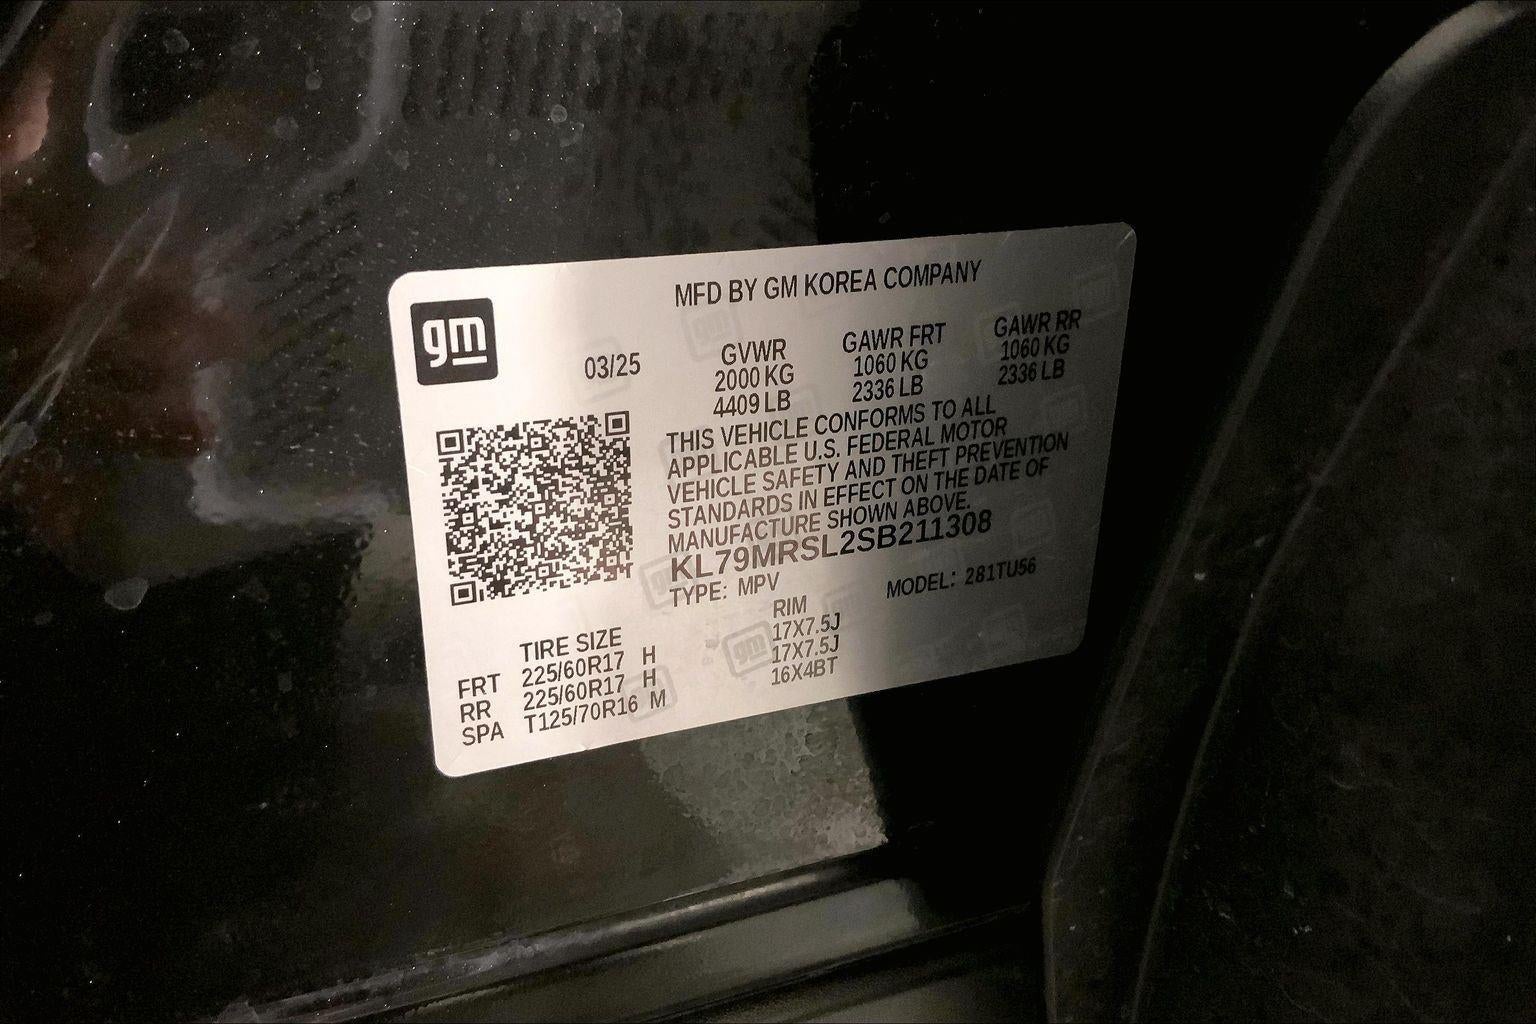 gm
MFD BY GM KOREA COMPANY
03/25
GVWR GAWR FRT GAWR RR
2000 KG 1060 KG 1060 KG
4409 LB 2336 LB 2336 LB
THIS VEHICLE CONFORMS TO ALL
APPLICABLE U.S. FEDERAL MOTOR
VEHICLE SAFETY AND THEFT PREVENTION
STANDARDS IN EFFECT ON THE DATE OF
MANUFACTURE SHOWN ABOVE.
KL79MRSL2SB211308
TYPE: MPV MODEL: 281TU56
TIRE SIZE RIM
FRT 225/60R17 H 17X7.5J
RR 225/60R17 H 17X7.5J
SPA T125/70R16 M 16X4BT